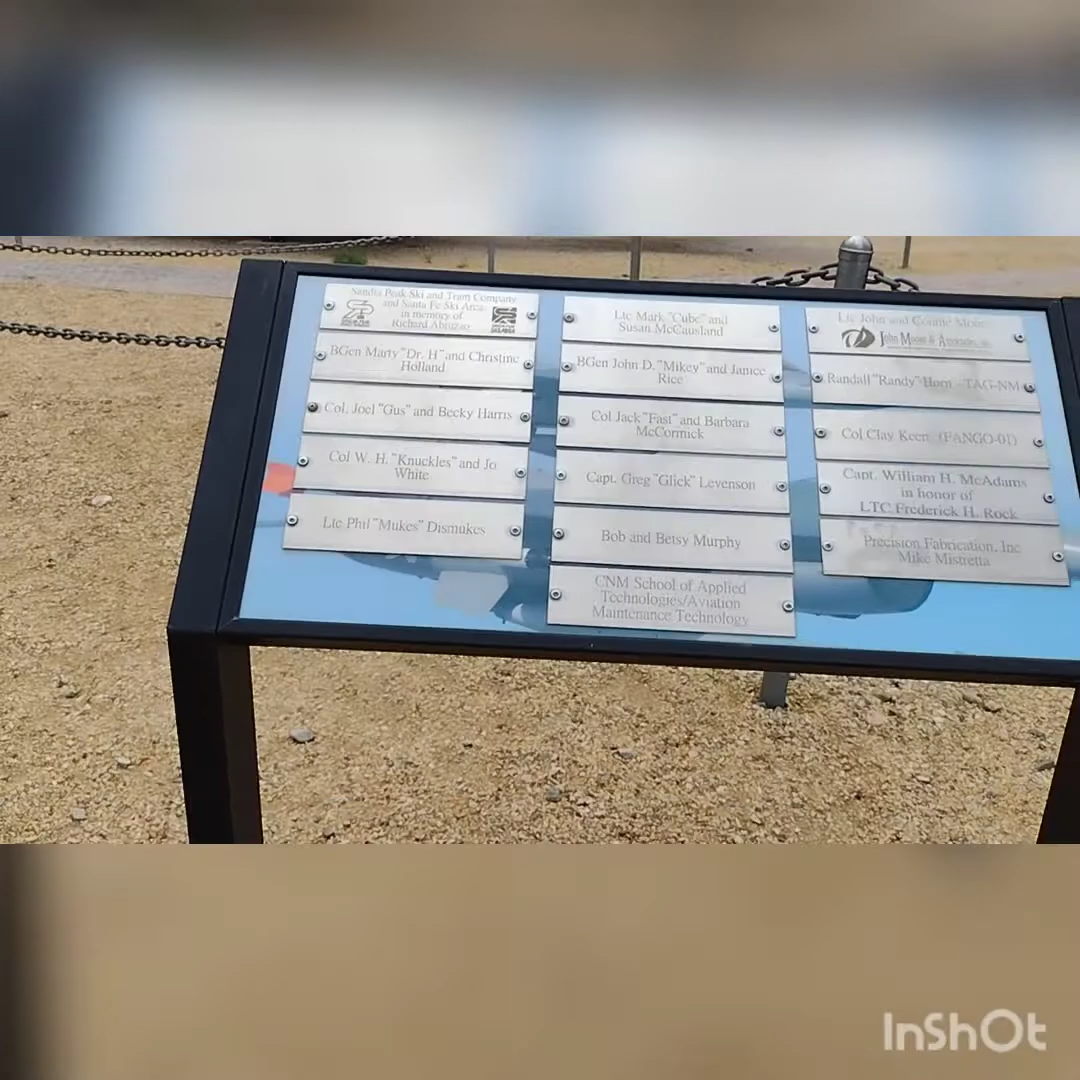 Sandia Peak Ski and Tram Company
and Santa Fe Ski Area,
in memory of
Richard Abruzzo
BGen Marty "Dr. H" and Christine
Holland
Col. Joel "Gus" and Becky Harris
Col W. H. "Knuckles" and Jo
White
Ltc Phil "Mukes" Dismukes
Ltc Mark "Cube" and
Susan McCausland
BGen John D. "Mikey" and Janice
Rice
Col Jack "Fast" and Barbara
McCormick
Capt. Greg "Glick" Levenson
Bob and Betsy Murphy
CNM School of Applied
Technologies/Aviation
Maintenance Technology
Ltc John and Connie
John & Associates,
Randall "Randy" Horn - TAG-NM
Col Clay Keen (FANGO-01)
Capt. William H. McAdams
in honor of
LTC Frederick H. Rock
Precision Fabrication, Inc
Mike Mistretta
InShOt